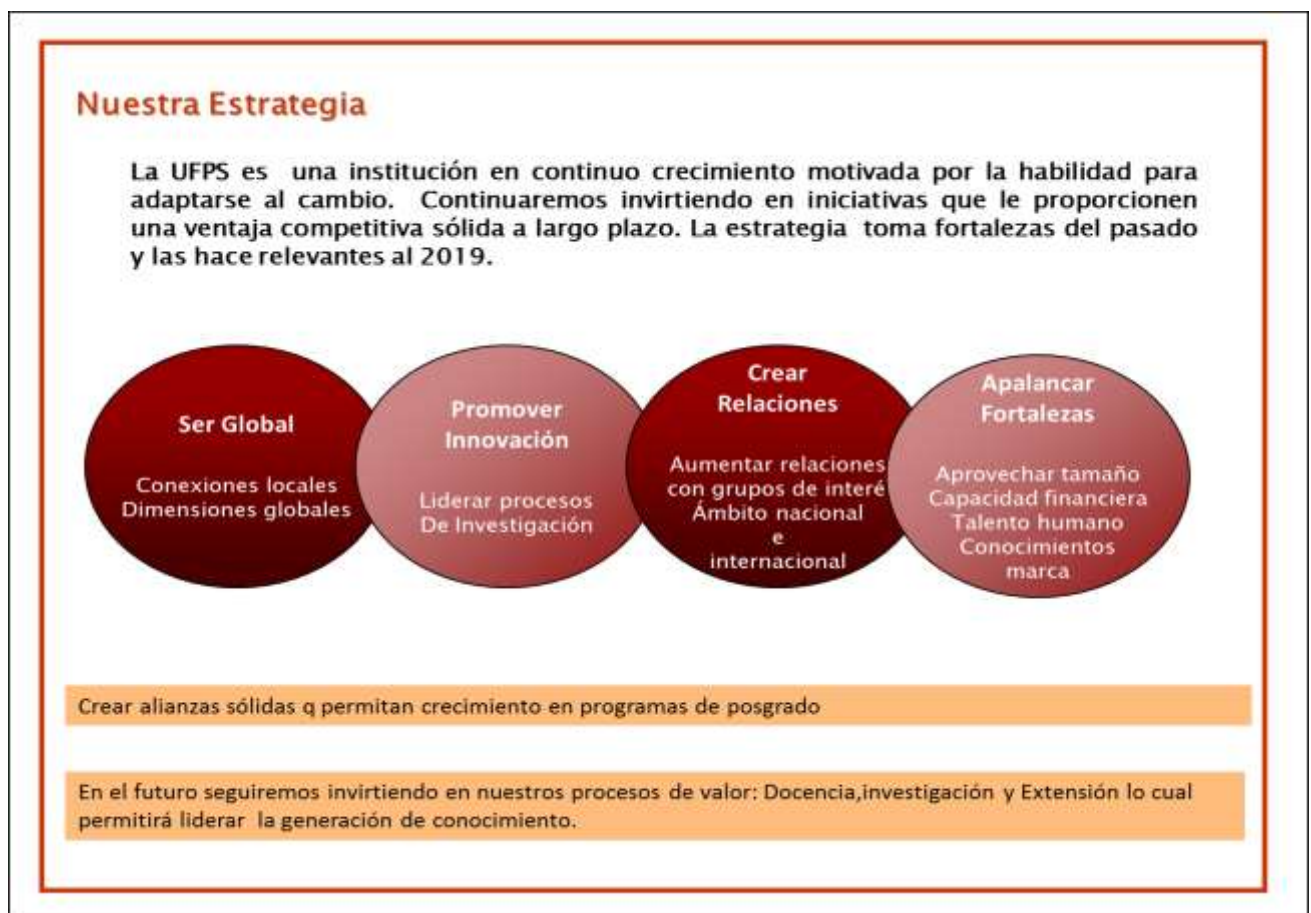 Nuestra Estrategia
La UFPS es una institución en continuo crecimiento motivada por la habilidad para
adaptarse al cambio. Continuaremos invirtiendo en iniciativas que le proporcionen
una ventaja competitiva sólida a largo plazo. La estrategia toma fortalezas del pasado
y las hace relevantes al 2019.
Ser Global
Conexiones locales
Dimensiones globales
Promover
Innovación
Liderar procesos
De Investigación
Crear
Relaciones
Aumentar relaciones
con grupos de interé
Ámbito nacional
e
internacional
Apalancar
Fortalezas
Aprovechar tamaño
Capacidad financiera
Talento humano
Conocimientos
marca
Crear alianzas sólidas q permitan crecimiento en programas de posgrado
En el futuro seguiremos invirtiendo en nuestros procesos de valor: Docencia,investigación y Extensión lo cual
permitirá liderar la generación de conocimiento.